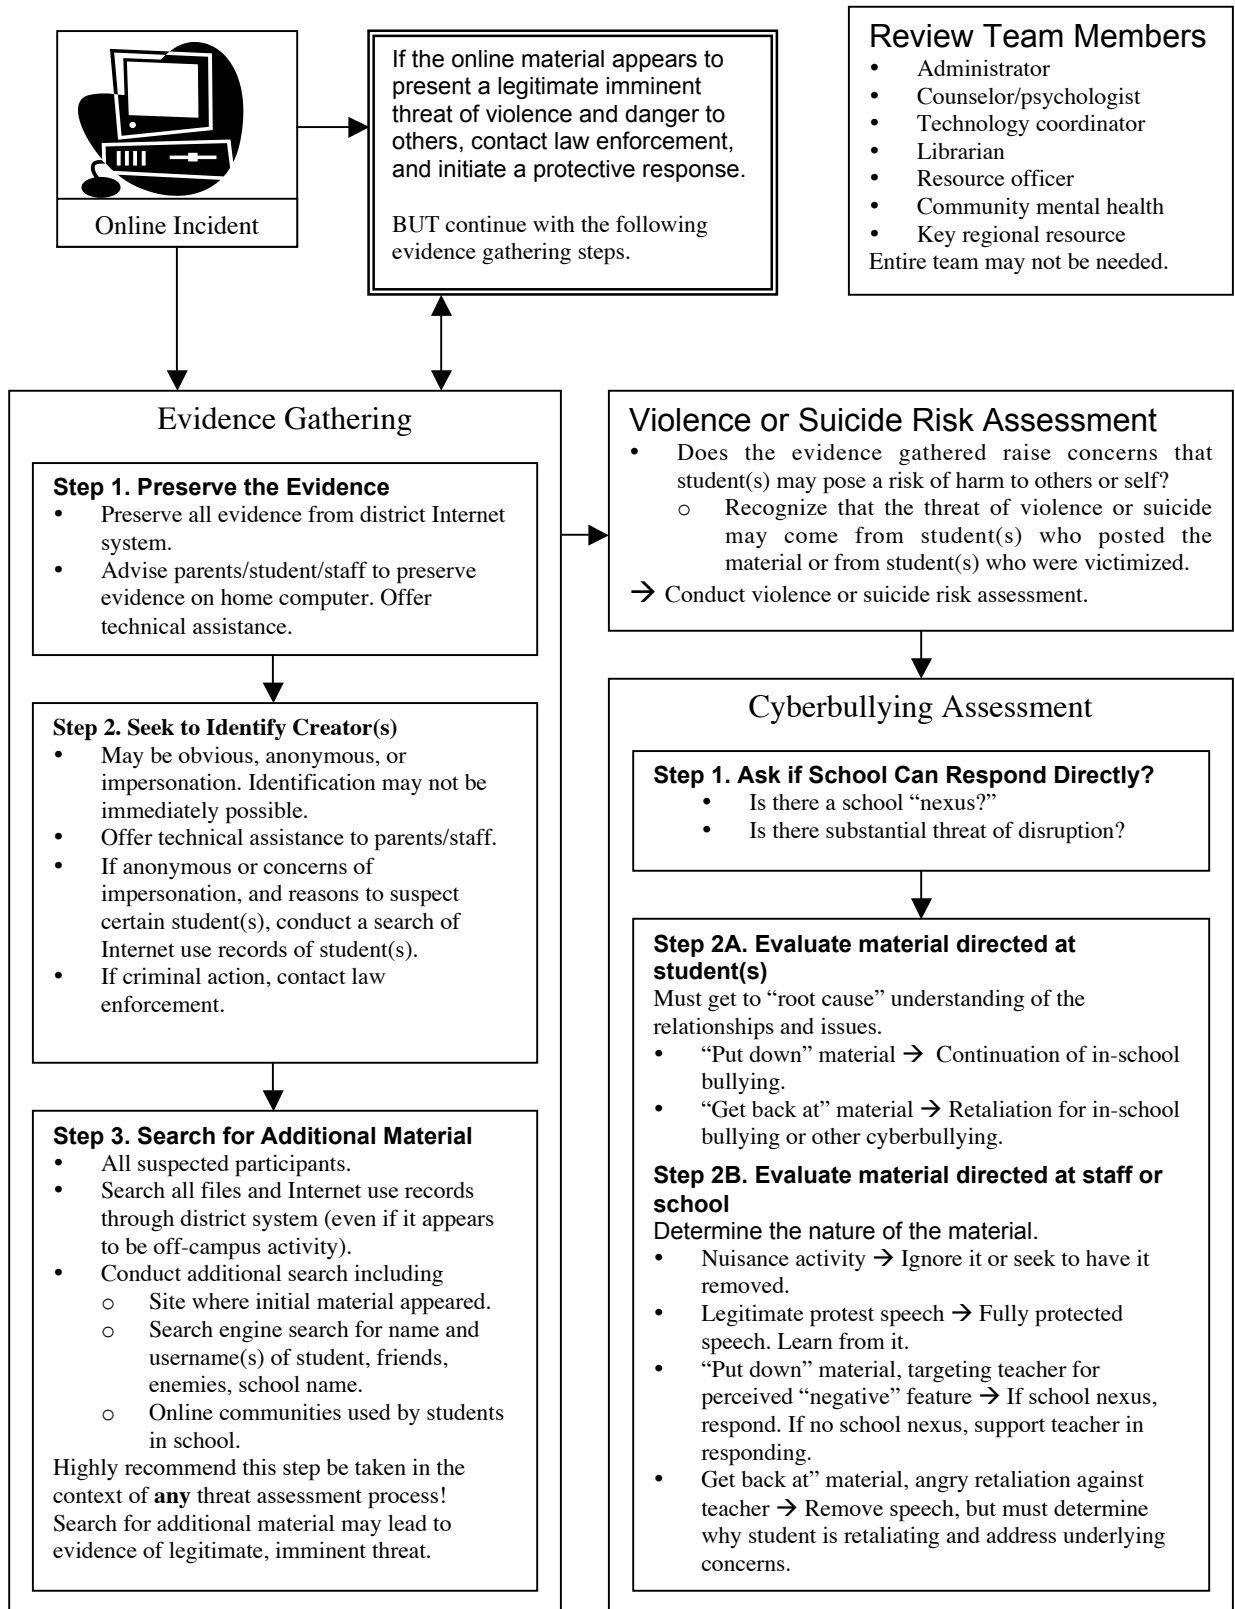 Online Incident
If the online material appears to
present a legitimate imminent
threat of violence and danger to
others, contact law enforcement,
and initiate a protective response.
BUT continue with the following
evidence gathering steps.
Review Team Members
• Administrator
• Counselor/psychologist
• Technology coordinator
• Librarian
• Resource officer
• Community mental health
• Key regional resource
Entire team may not be needed.
Evidence Gathering
Step 1. Preserve the Evidence
• Preserve all evidence from district Internet
system.
• Advise parents/student/staff to preserve
evidence on home computer. Offer
technical assistance.
Step 2. Seek to Identify Creator(s)
• May be obvious, anonymous, or
impersonation. Identification may not be
immediately possible.
• Offer technical assistance to parents/staff.
• If anonymous or concerns of
impersonation, and reasons to suspect
certain student(s), conduct a search of
Internet use records of student(s).
• If criminal action, contact law
enforcement.
Step 3. Search for Additional Material
• All suspected participants.
• Search all files and Internet use records
through district system (even if it appears
to be off-campus activity).
• Conduct additional search including
o Site where initial material appeared.
o Search engine search for name and
username(s) of student, friends,
enemies, school name.
o Online communities used by students
in school.
Highly recommend this step be taken in the
context of any threat assessment process!
Search for additional material may lead to
evidence of legitimate, imminent threat.
Violence or Suicide Risk Assessment
• Does the evidence gathered raise concerns that
student(s) may pose a risk of harm to others or self?
o Recognize that the threat of violence or suicide
may come from student(s) who posted the
material or from student(s) who were victimized.
→ Conduct violence or suicide risk assessment.
Cyberbullying Assessment
Step 1. Ask if School Can Respond Directly?
• Is there a school “nexus?”
• Is there substantial threat of disruption?
Step 2A. Evaluate material directed at
student(s)
Must get to “root cause” understanding of the
relationships and issues.
• “Put down” material → Continuation of in-school
bullying.
• “Get back at” material → Retaliation for in-school
bullying or other cyberbullying.
Step 2B. Evaluate material directed at staff or
school
Determine the nature of the material.
• Nuisance activity → Ignore it or seek to have it
removed.
• Legitimate protest speech → Fully protected
speech. Learn from it.
• “Put down” material, targeting teacher for
perceived “negative” feature → If school nexus,
respond. If no school nexus, support teacher in
responding.
• Get back at” material, angry retaliation against
teacher → Remove speech, but must determine
why student is retaliating and address underlying
concerns.